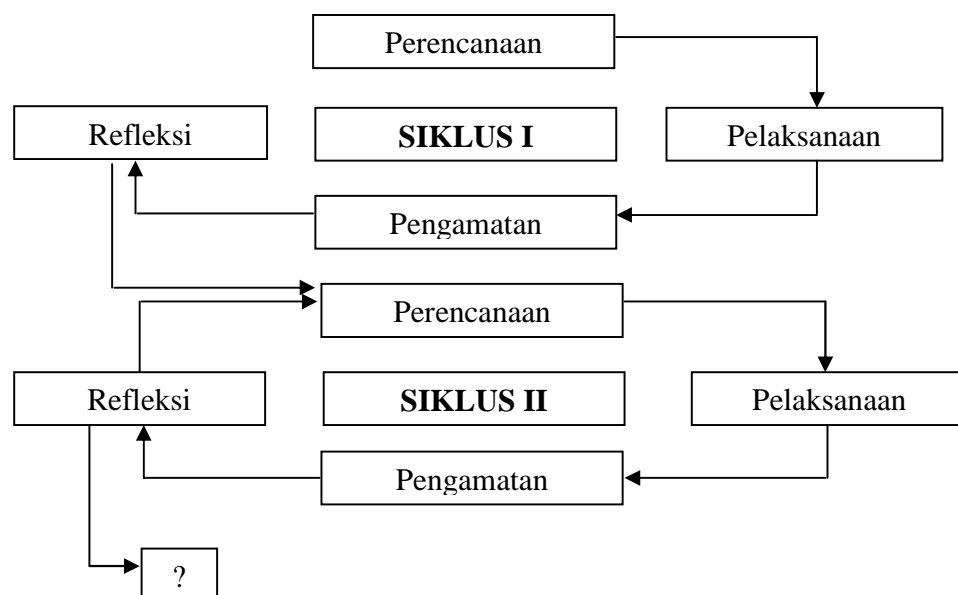 Perencanaan
Refleksi
SIKLUS I
Pelaksanaan
Pengamatan
Perencanaan
Refleksi
SIKLUS II
Pelaksanaan
Pengamatan
?